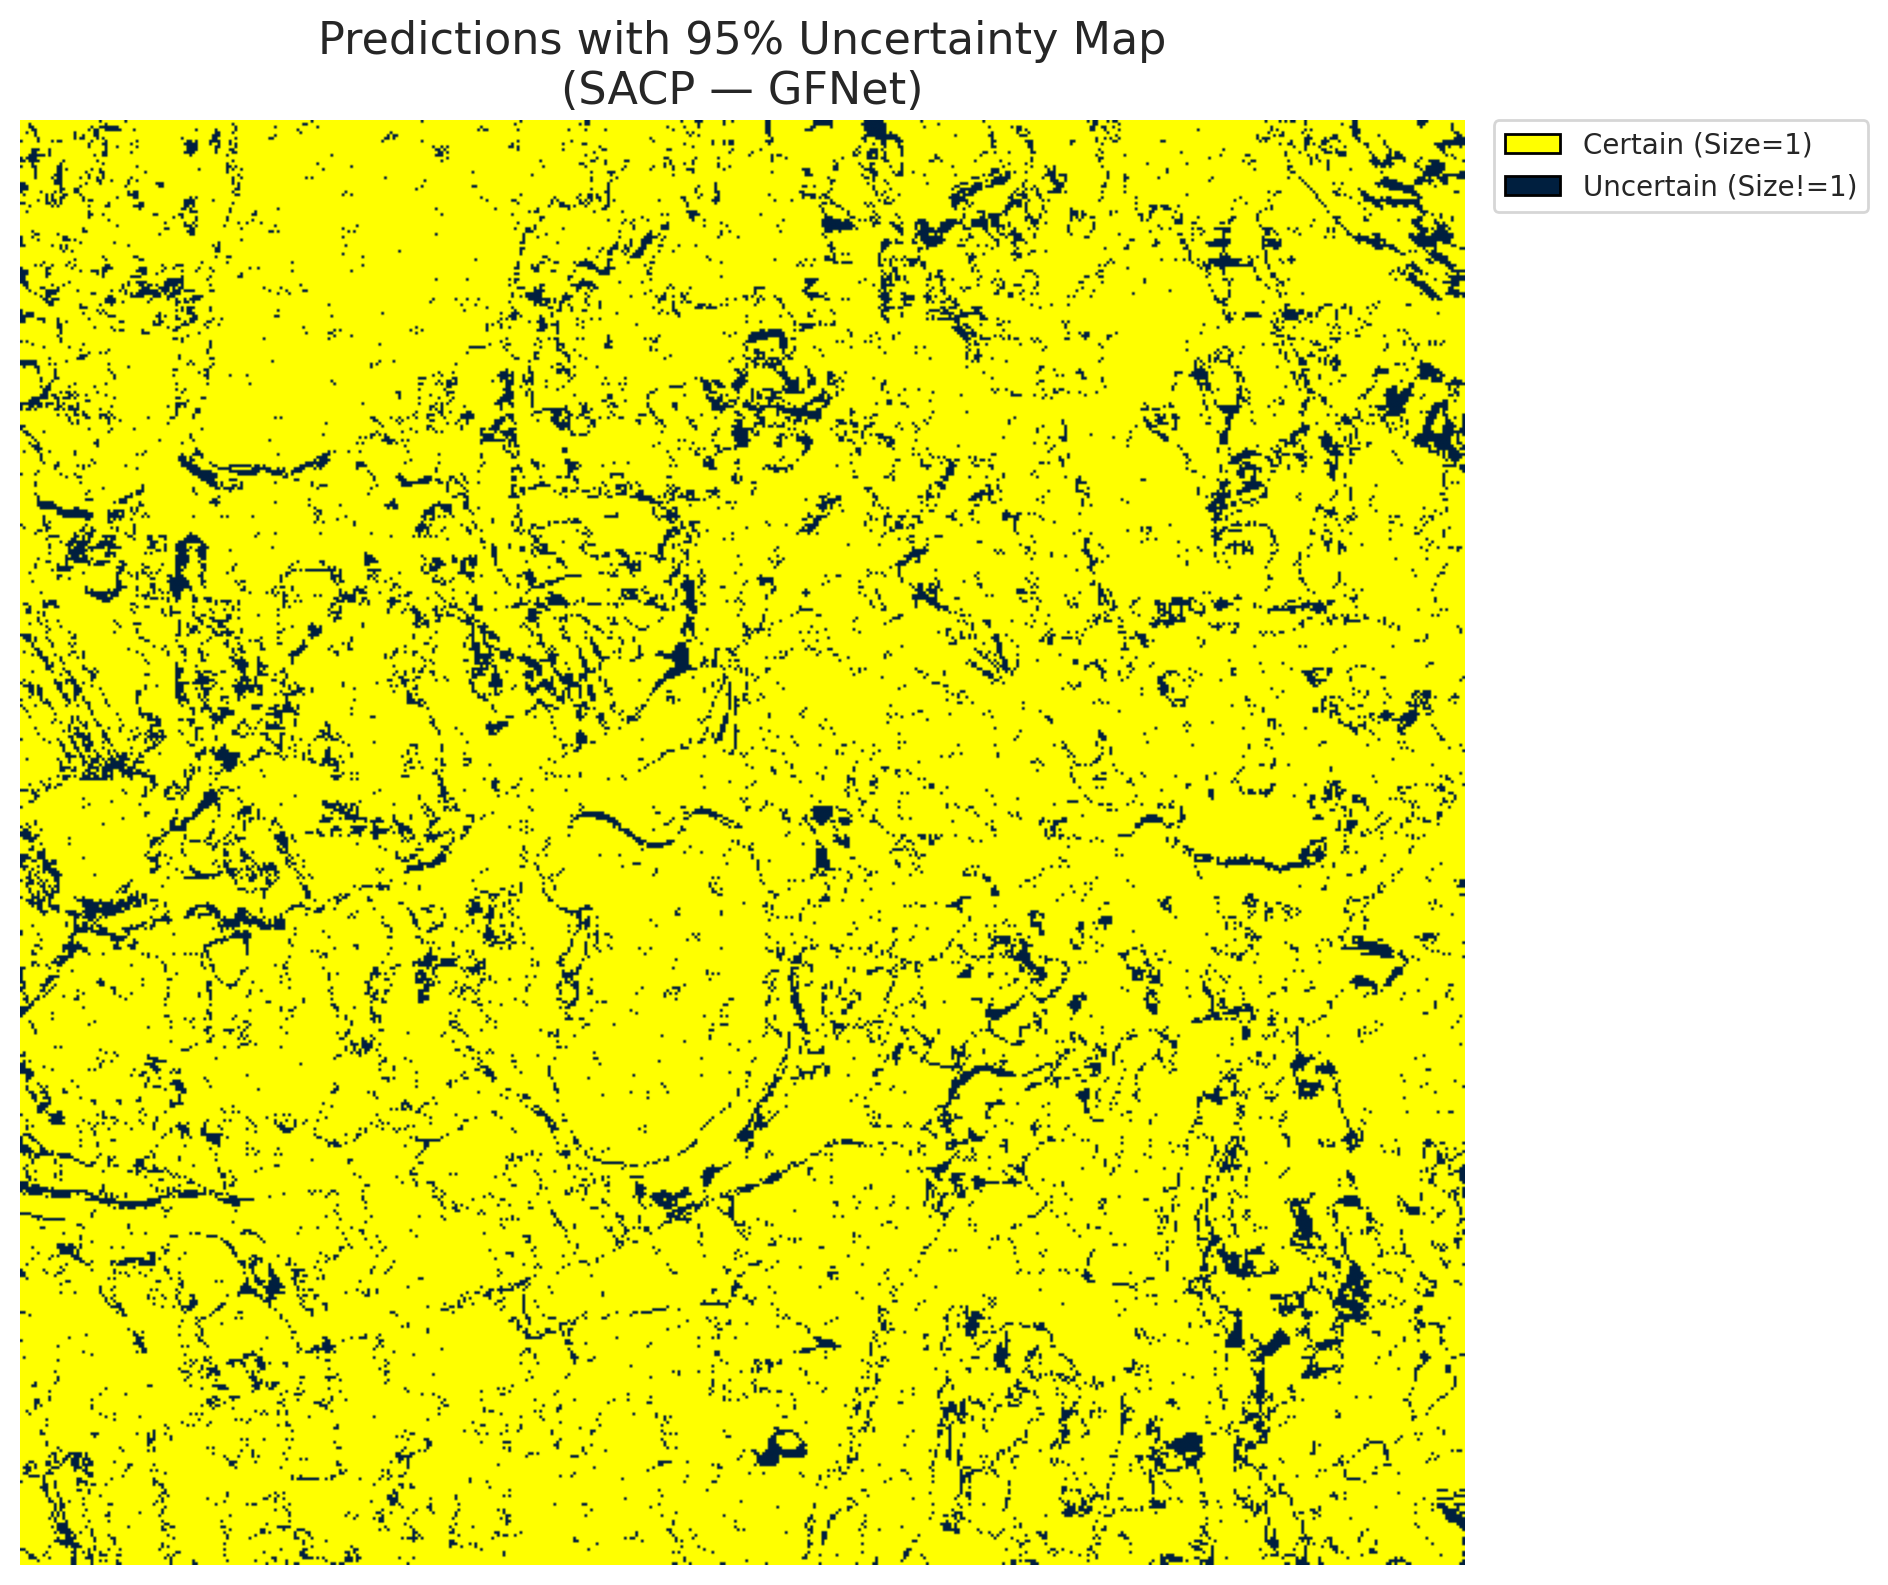 Predictions with 95% Uncertainty Map
(SACP — GFNet)
Certain (Size=1)
Uncertain (Size!=1)